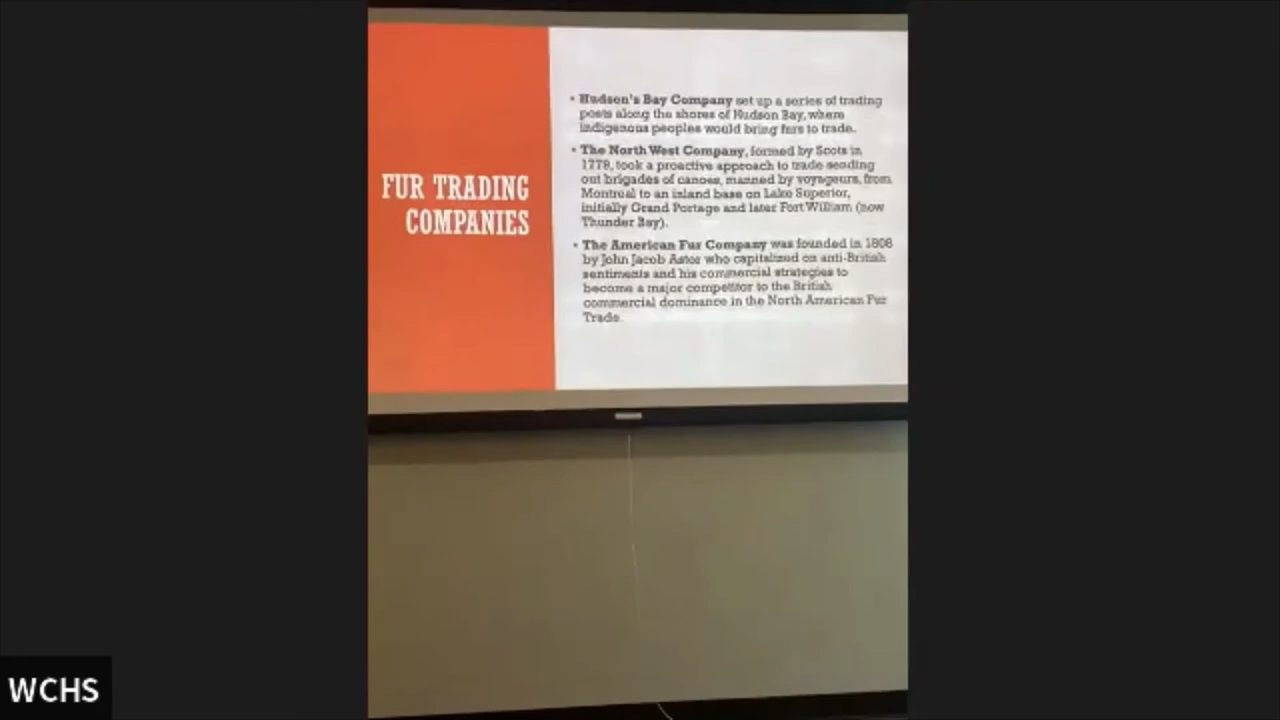 FUR TRADING
COMPANIES
• Hudson's Bay Company set up a series of trading
posts along the shores of Hudson Bay, where
indigenous peoples would bring furs to trade.
• The North West Company, formed by Scots in
1779, took a proactive approach to trade sending
out brigades of canoes, manned by voyageurs, from
Montreal to an inland base on Lake Superior,
initially Grand Portage and later Fort William (now
Thunder Bay).
• The American Fur Company was founded in 1808
by John Jacob Astor who capitalized on anti-British
sentiments and his commercial strategies to
become a major competitor to the British
commercial dominance in the North American Fur
Trade.
WCHS